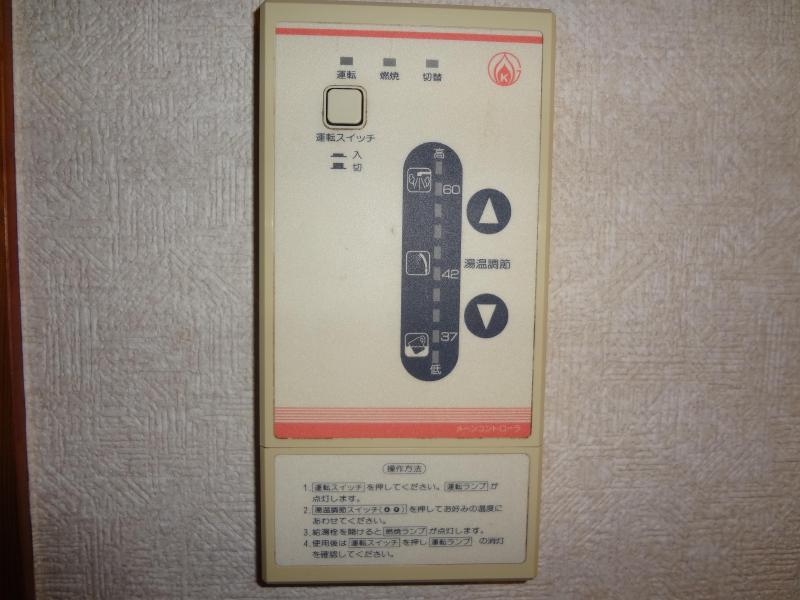 運転 燃焼 切替
運転スイッチ
入
切
高
60
42
37
低
湯温調節
メーンコントローラ
操作方法
1. 運転スイッチ を押してください。 運転ランプ が
点灯します。
2. 湯温調節スイッチ(▲▼) を押してお好みの温度に
あわせてください。
3. 給湯栓を開けると 燃焼ランプ が点灯します。
4. 使用後は 運転スイッチ を押し 運転ランプ の消灯
を確認してください。